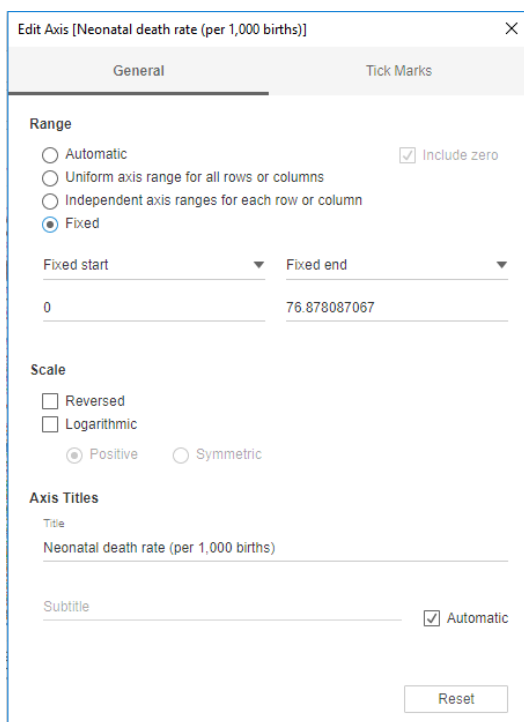 Edit Axis [Neonatal death rate (per 1,000 births)]
General Tick Marks
Range
Automatic Include zero
Uniform axis range for all rows or columns
Independent axis ranges for each row or column
Fixed
Fixed start Fixed end
0 76.878087067
Scale
Reversed
Logarithmic
Positive Symmetric
Axis Titles
Title
Neonatal death rate (per 1,000 births)
Subtitle Automatic
Reset